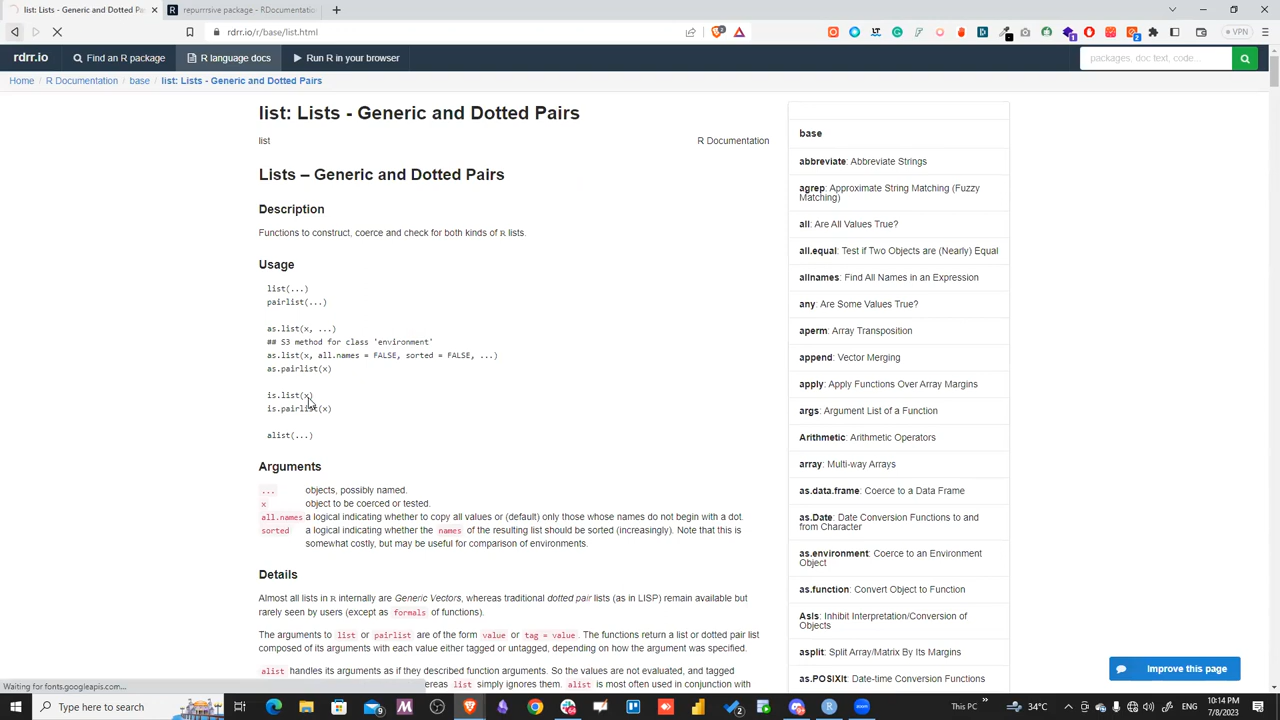 list: Lists - Generic and Dotted Pa
repurrrsive package - RDocumentatio
rdrr.io/r/base/list.html
VPN
rdrr.io
Find an R package
R language docs
Run R in your browser
packages, doc text, code...
Home / R Documentation / base / list: Lists - Generic and Dotted Pairs
list: Lists - Generic and Dotted Pairs
list
R Documentation
Lists – Generic and Dotted Pairs
Description
Functions to construct, coerce and check for both kinds of R lists.
Usage
list(...)
pairlist(...)
as.list(x, ...)
## S3 method for class 'environment'
as.list(x, all.names = FALSE, sorted = FALSE, ...)
as.pairlist(x)
is.list(x)
is.pairlist(x)
alist(...)
Arguments
... objects, possibly named.
x object to be coerced or tested.
all.names a logical indicating whether to copy all values or (default) only those whose names do not begin with a dot.
sorted a logical indicating whether the names of the resulting list should be sorted (increasingly). Note that this is
somewhat costly, but may be useful for comparison of environments.
Details
Almost all lists in R internally are Generic Vectors, whereas traditional dotted pair lists (as in LISP) remain available but
rarely seen by users (except as formals of functions).
The arguments to list or pairlist are of the form value or tag = value. The functions return a list or dotted pair list
composed of its arguments with each value either tagged or untagged, depending on how the argument was specified.
alist handles its arguments as if they described function arguments. So the values are not evaluated, and tagged
ereas list simply ignores them. alist is most often used in conjunction with
base
abbreviate: Abbreviate Strings
agrep: Approximate String Matching (Fuzzy
Matching)
all: Are All Values True?
all.equal: Test if Two Objects are (Nearly) Equal
allnames: Find All Names in an Expression
any: Are Some Values True?
aperm: Array Transposition
append: Vector Merging
apply: Apply Functions Over Array Margins
args: Argument List of a Function
Arithmetic: Arithmetic Operators
array: Multi-way Arrays
as.data.frame: Coerce to a Data Frame
as.Date: Date Conversion Functions to and
from Character
as.environment: Coerce to an Environment
Object
as.function: Convert Object to Function
AsIs: Inhibit Interpretation/Conversion of
Objects
asplit: Split Array/Matrix By Its Margins
as.POSIXlt: Date-time Conversion Functions
Improve this page
Waiting for fonts.googleapis.com...
Type here to search
This PC
34°C
10:14 PM
7/8/2023